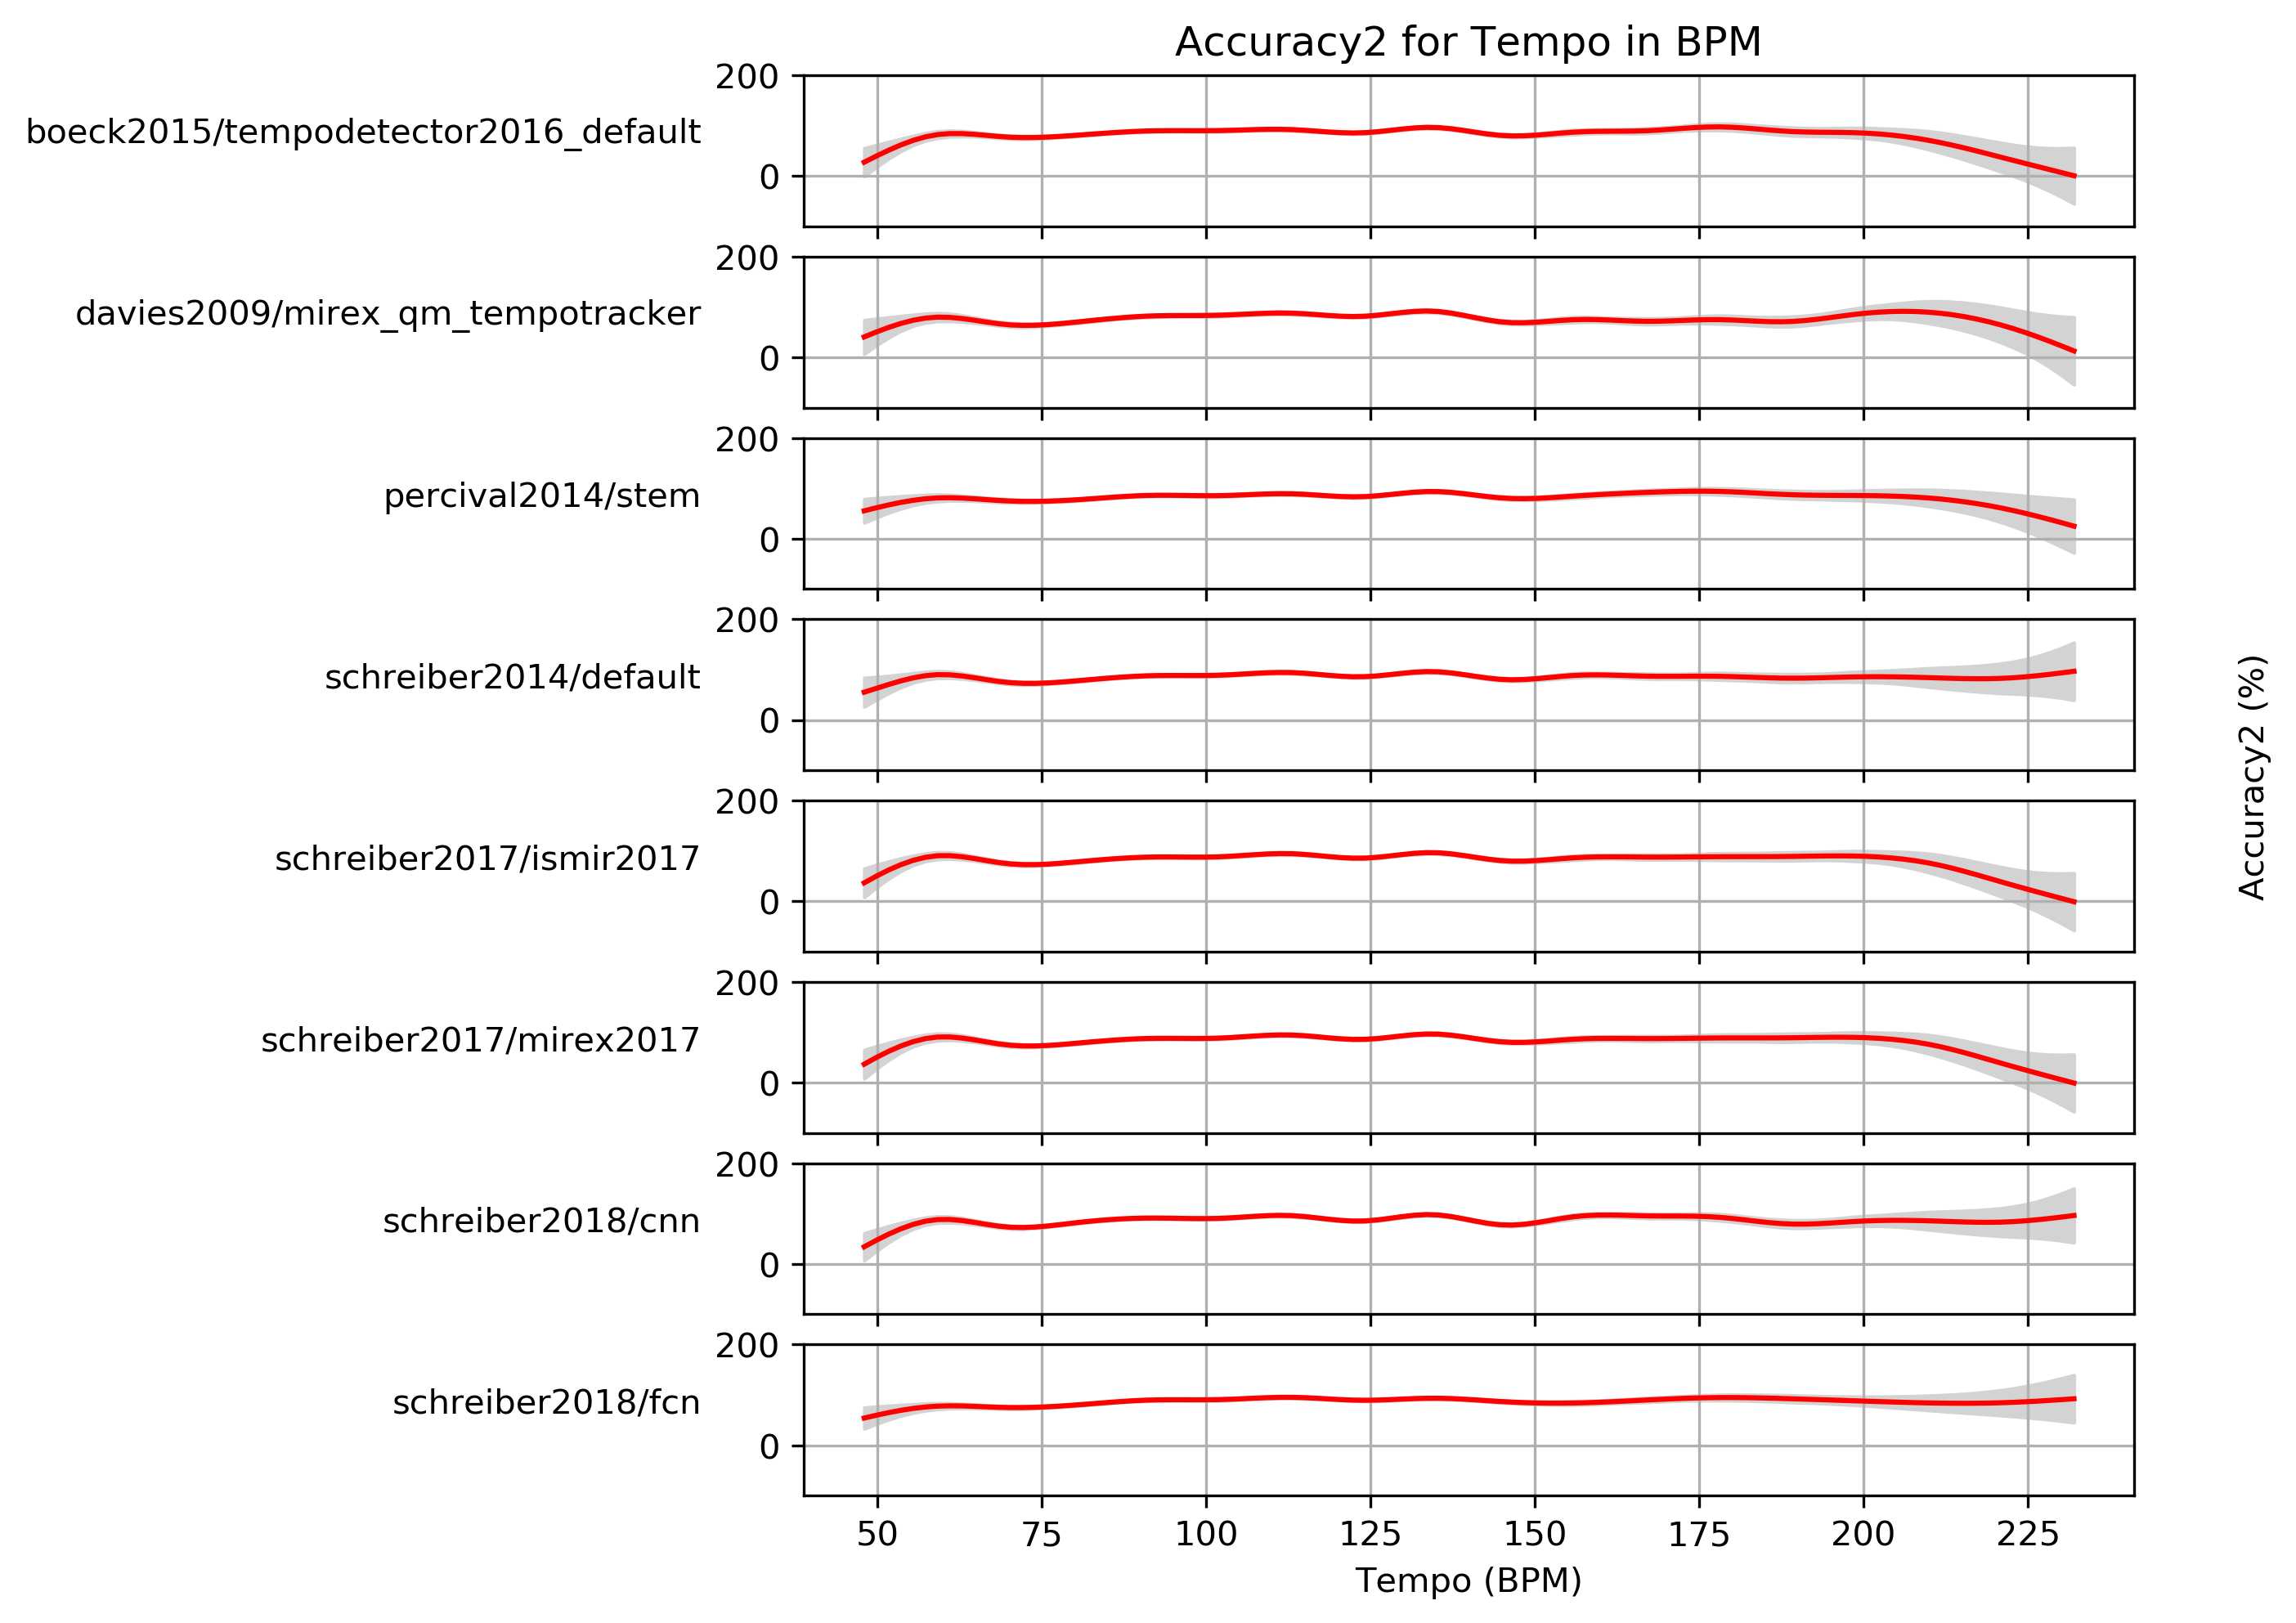 Accuracy2 for Tempo in BPM
200
boeck2015/tempodetector2016_default
0
200
davies2009/mirex_qm_tempotracker
0
200
percival2014/stem
0
200
schreiber2014/default
0
Accuracy2 (%)
200
schreiber2017/ismir2017
0
200
schreiber2017/mirex2017
0
200
schreiber2018/cnn
0
200
schreiber2018/fcn
0
50 75 100 125 150 175 200 225
Tempo (BPM)